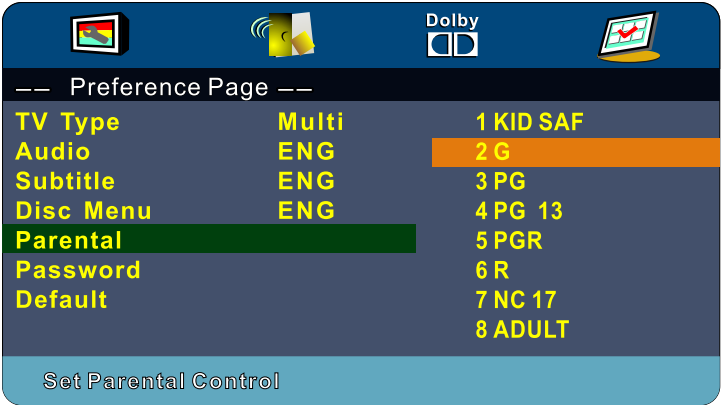 Dolby
−− Preference Page −−
TV Type Multi 1 KID SAF
Audio ENG 2 G
Subtitle ENG 3 PG
Disc Menu ENG 4 PG 13
Parental 5 PGR
Password 6 R
Default 7 NC 17
8 ADULT
Set Parental Control